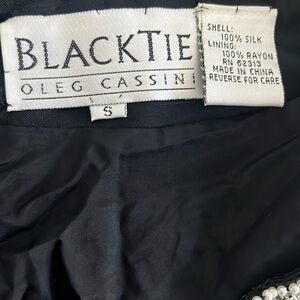 BLACKTIE
OLEG CASSINI
S
SHELL:
100% SILK
LINING:
100% RAYON
RN 62313
MADE IN CHINA
REVERSE FOR CARE